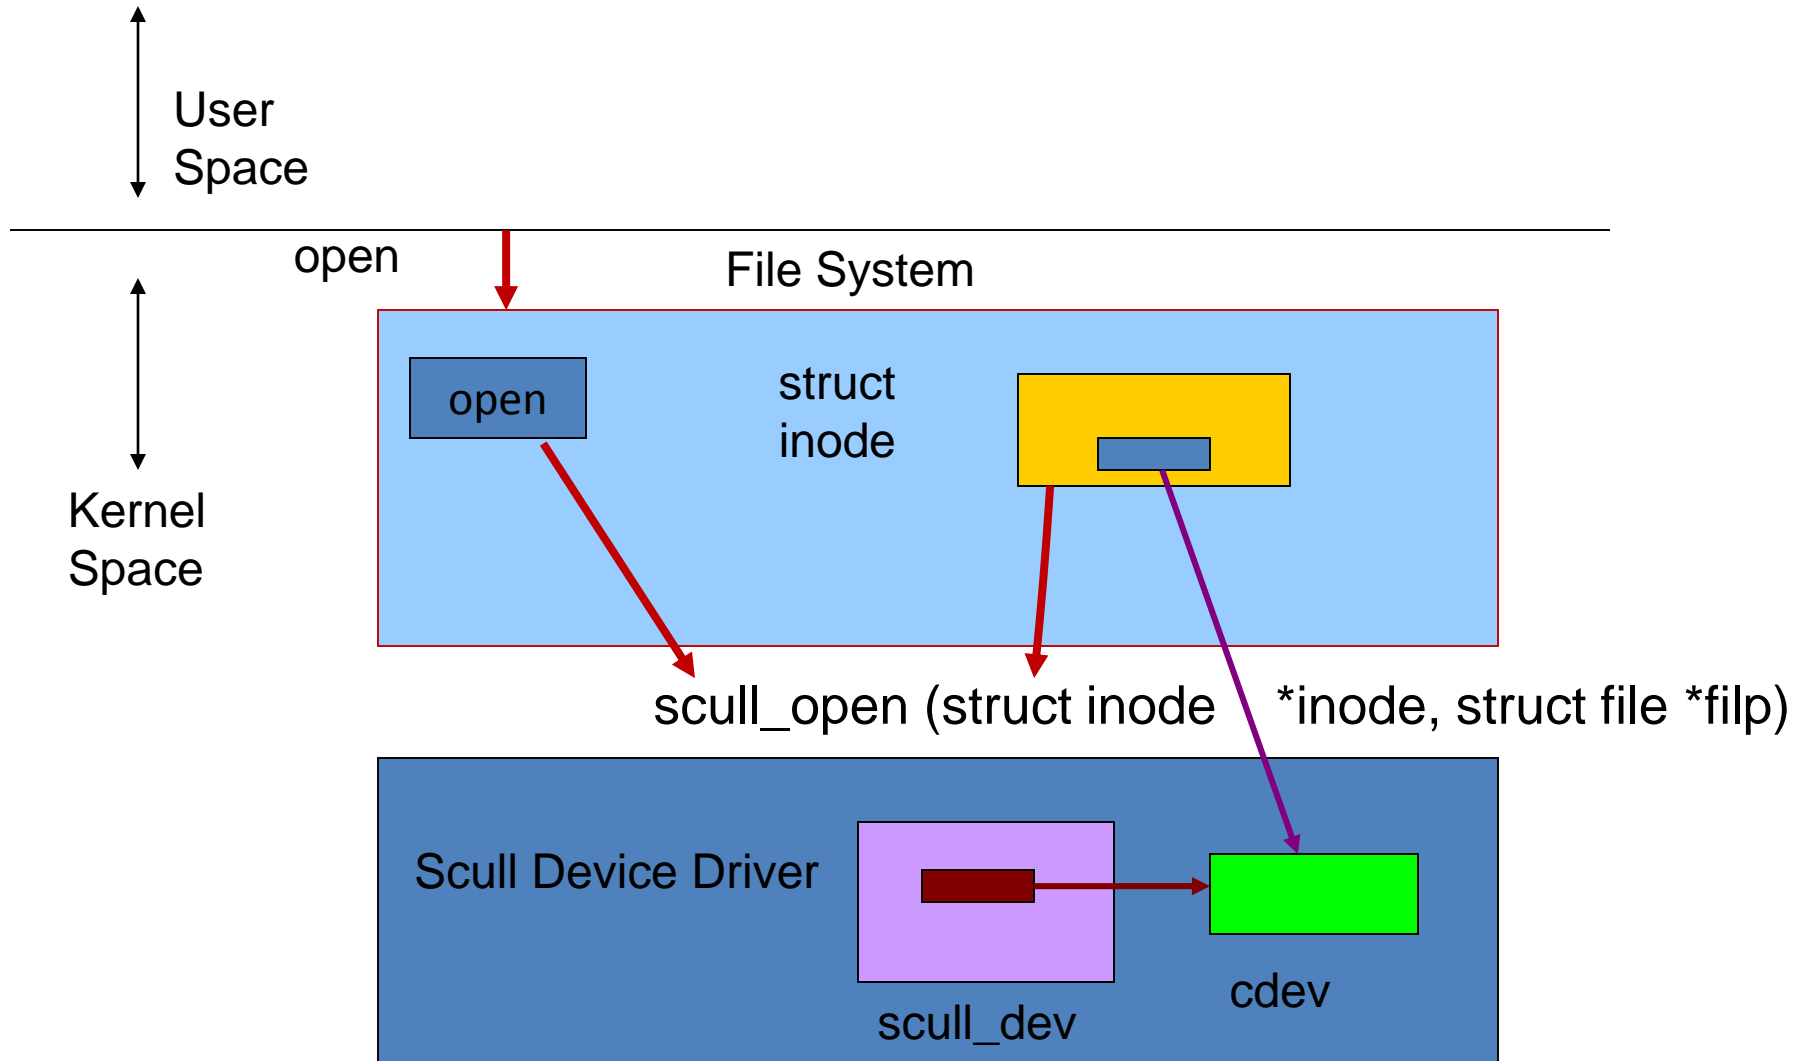 User
Space
open
File System
open
struct
inode
Kernel
Space
scull_open (struct inode *inode, struct file *filp)
Scull Device Driver
cdev
scull_dev